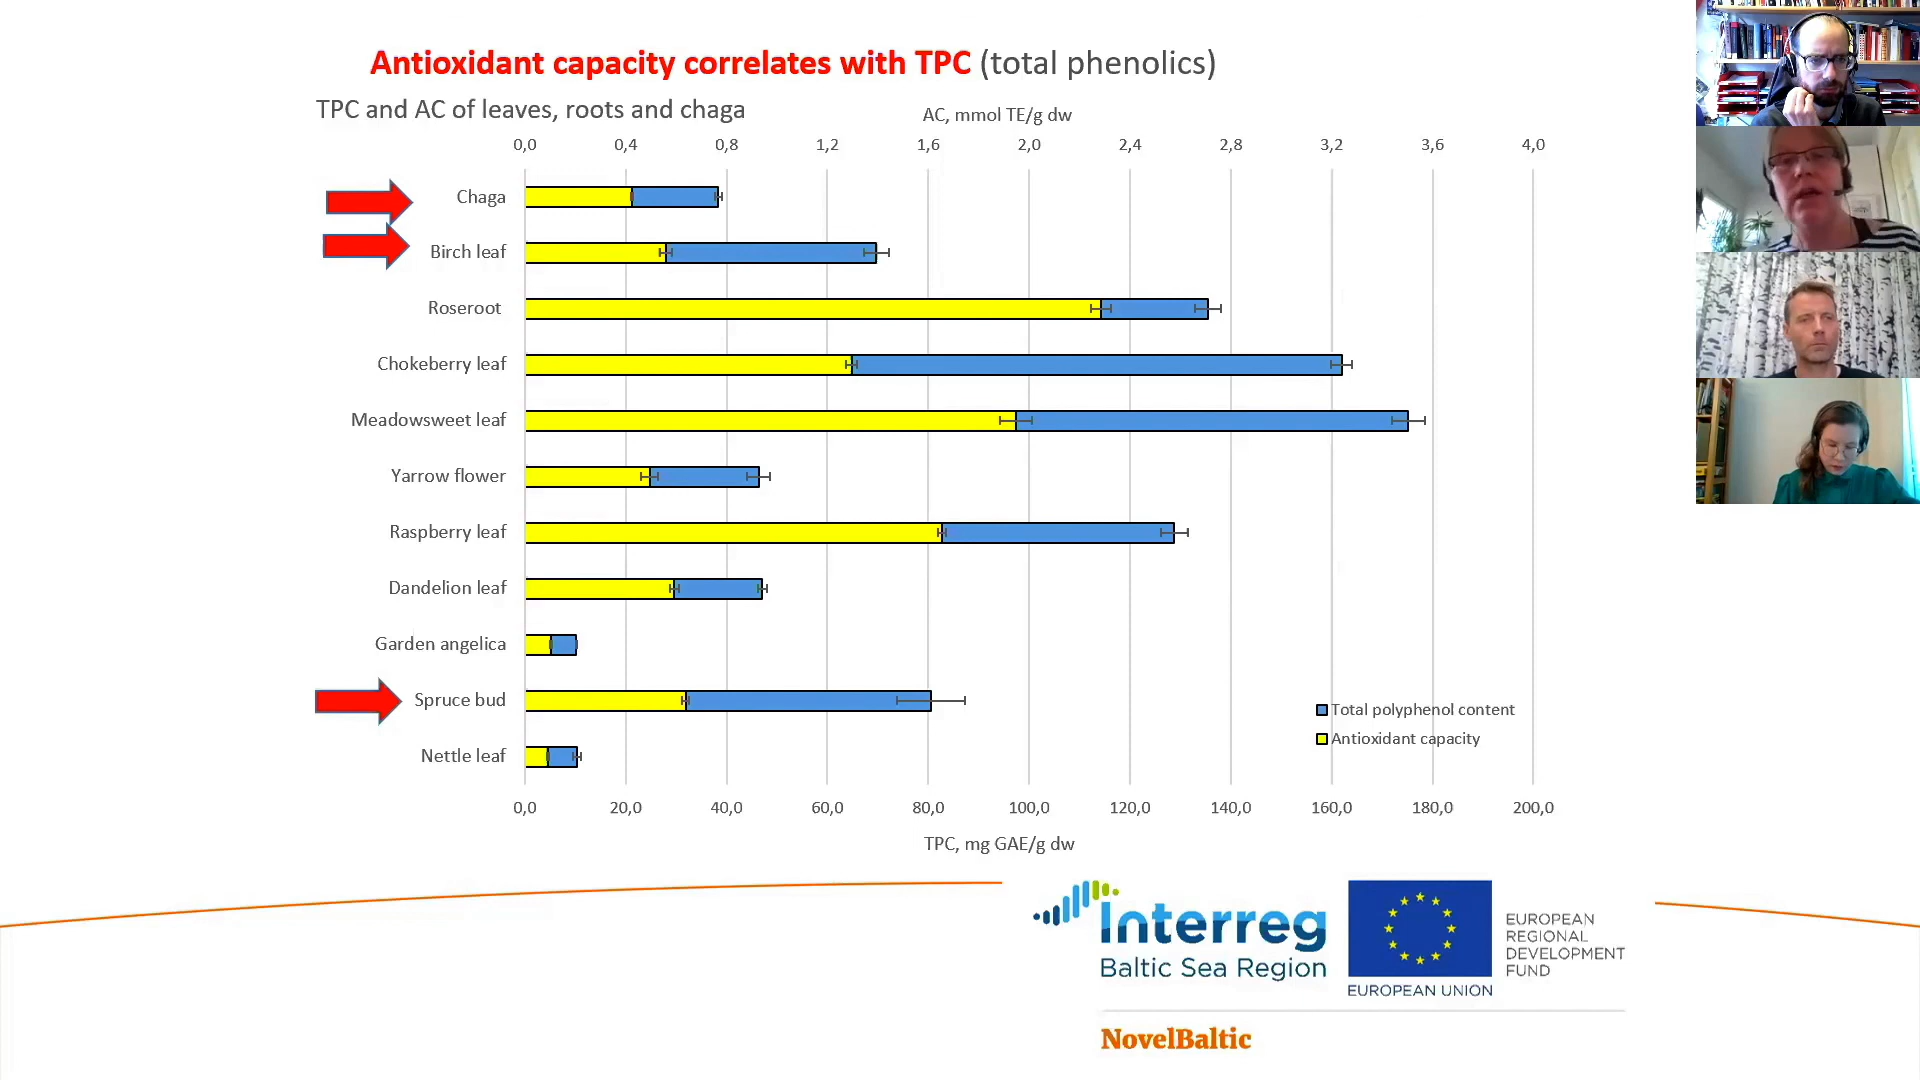 Antioxidant capacity correlates with TPC (total phenolics)
TPC and AC of leaves, roots and chaga
AC, mmol TE/g dw
0,0 0,4 0,8 1,2 1,6 2,0 2,4 2,8 3,2 3,6 4,0
Chaga
Birch leaf
Roseroot
Chokeberry leaf
Meadowsweet leaf
Yarrow flower
Raspberry leaf
Dandelion leaf
Garden angelica
Spruce bud
Nettle leaf
Total polyphenol content
Antioxidant capacity
0,0 20,0 40,0 60,0 80,0 100,0 120,0 140,0 160,0 180,0 200,0
TPC, mg GAE/g dw
Interreg
Baltic Sea Region
EUROPEAN UNION
EUROPEAN
REGIONAL
DEVELOPMENT
FUND
NovelBaltic